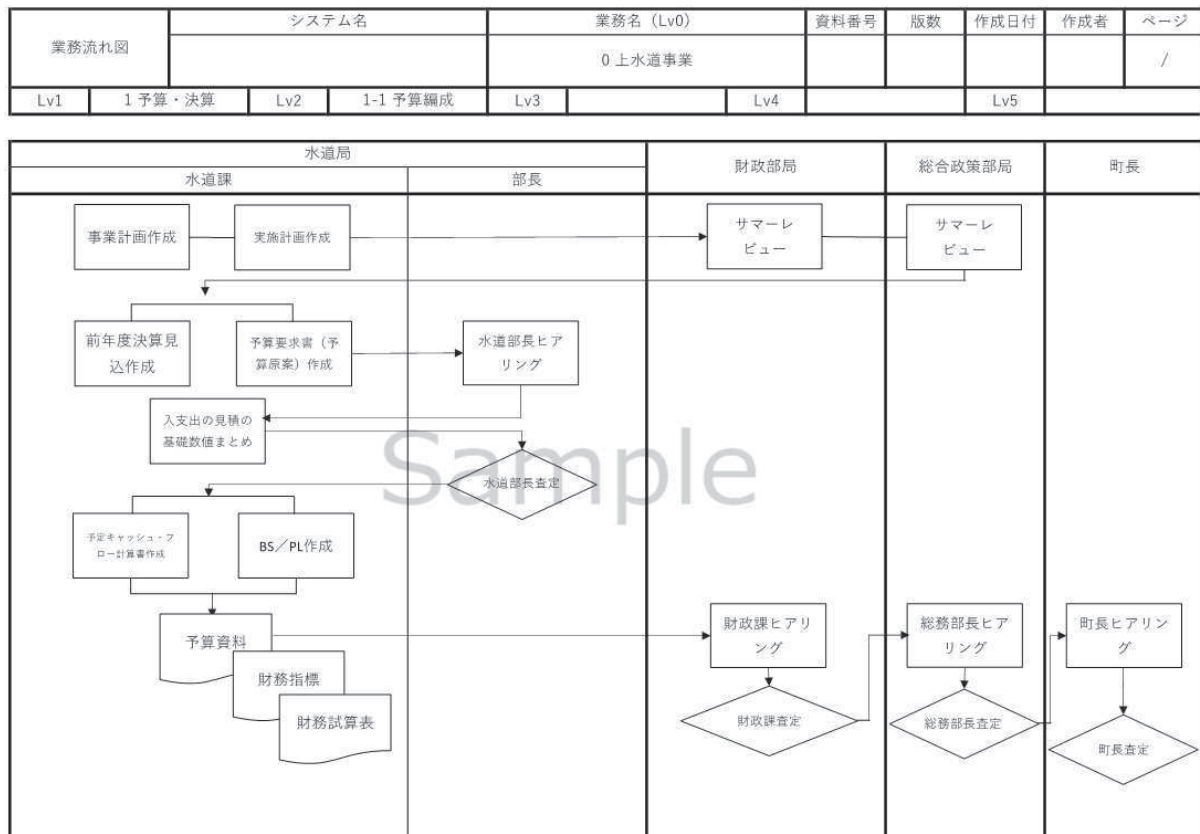 業務流れ図
システム名
業務名（Lv0）
資料番号
版数
作成日付
作成者
ページ
0 上水道事業
/
Lv1
1 予算・決算
Lv2
1-1 予算編成
Lv3
Lv4
Lv5
水道局
財政部局
総合政策部局
町長
水道課
部長
事業計画作成
実施計画作成
サマーレ
ビュー
サマーレ
ビュー
前年度決算見
込作成
予算要求書（予
算原案）作成
水道部長ヒア
リング
入支出の見積の
基礎数値まとめ
Sample
水道部長査定
予定キャッシュ・フ
ロー計算書作成
BS／PL作成
予算資料
財務指標
財務試算表
財政課ヒアリ
ング
総務部長ヒア
リング
町長ヒアリン
グ
財政課査定
総務部長査定
町長査定